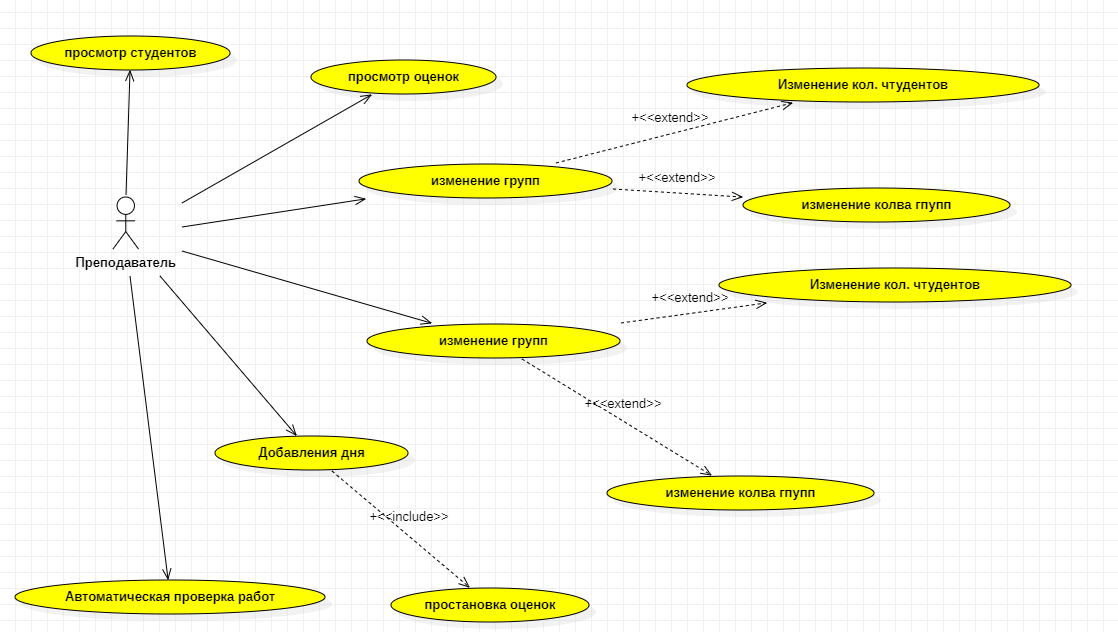 просмотр студентов
просмотр оценок
Изменение кол. чтудентов
+<<extend>>
изменение групп
+<<extend>>
изменение колва гпупп
Преподаватель
Изменение кол. чтудентов
+<<extend>>
изменение групп
+<<extend>>
Добавления дня
изменение колва гпупп
+<<include>>
Автоматическая проверка работ
простановка оценок